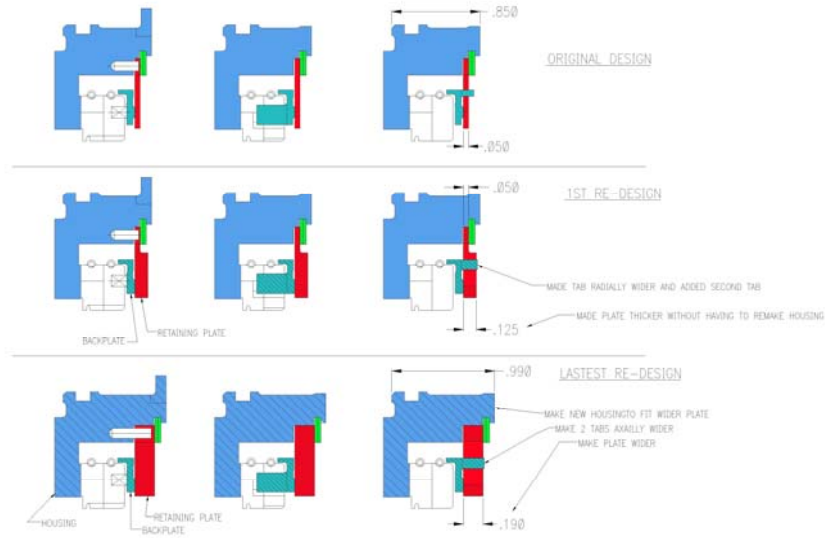 .850
ORIGINAL DESIGN
.050
.050
1ST RE-DESIGN
MADE TAB RADIALLY WIDER AND ADDED SECOND TAB
MADE PLATE THICKER WITHOUT HAVING TO REMAKE HOUSING
.125
RETAINING PLATE
BACKPLATE
.990
LASTEST RE-DESIGN
MAKE NEW HOUSINGTO FIT WIDER PLATE
MAKE 2 TABS AXAILLY WIDER
MAKE PLATE WIDER
.190
RETAINING PLATE
HOUSING
BACKPLATE